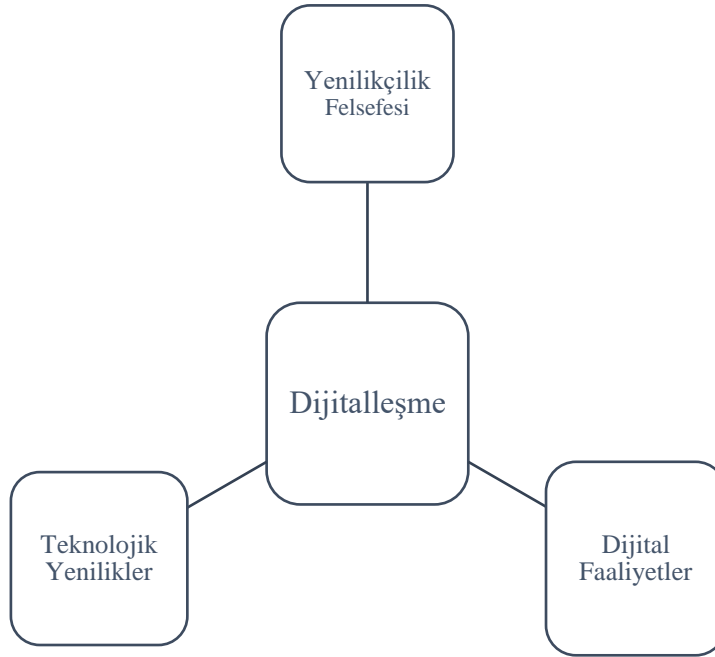 Yenilikçilik
Felsefesi
Dijitalleşme
Teknolojik
Yenilikler
Dijital
Faaliyetler